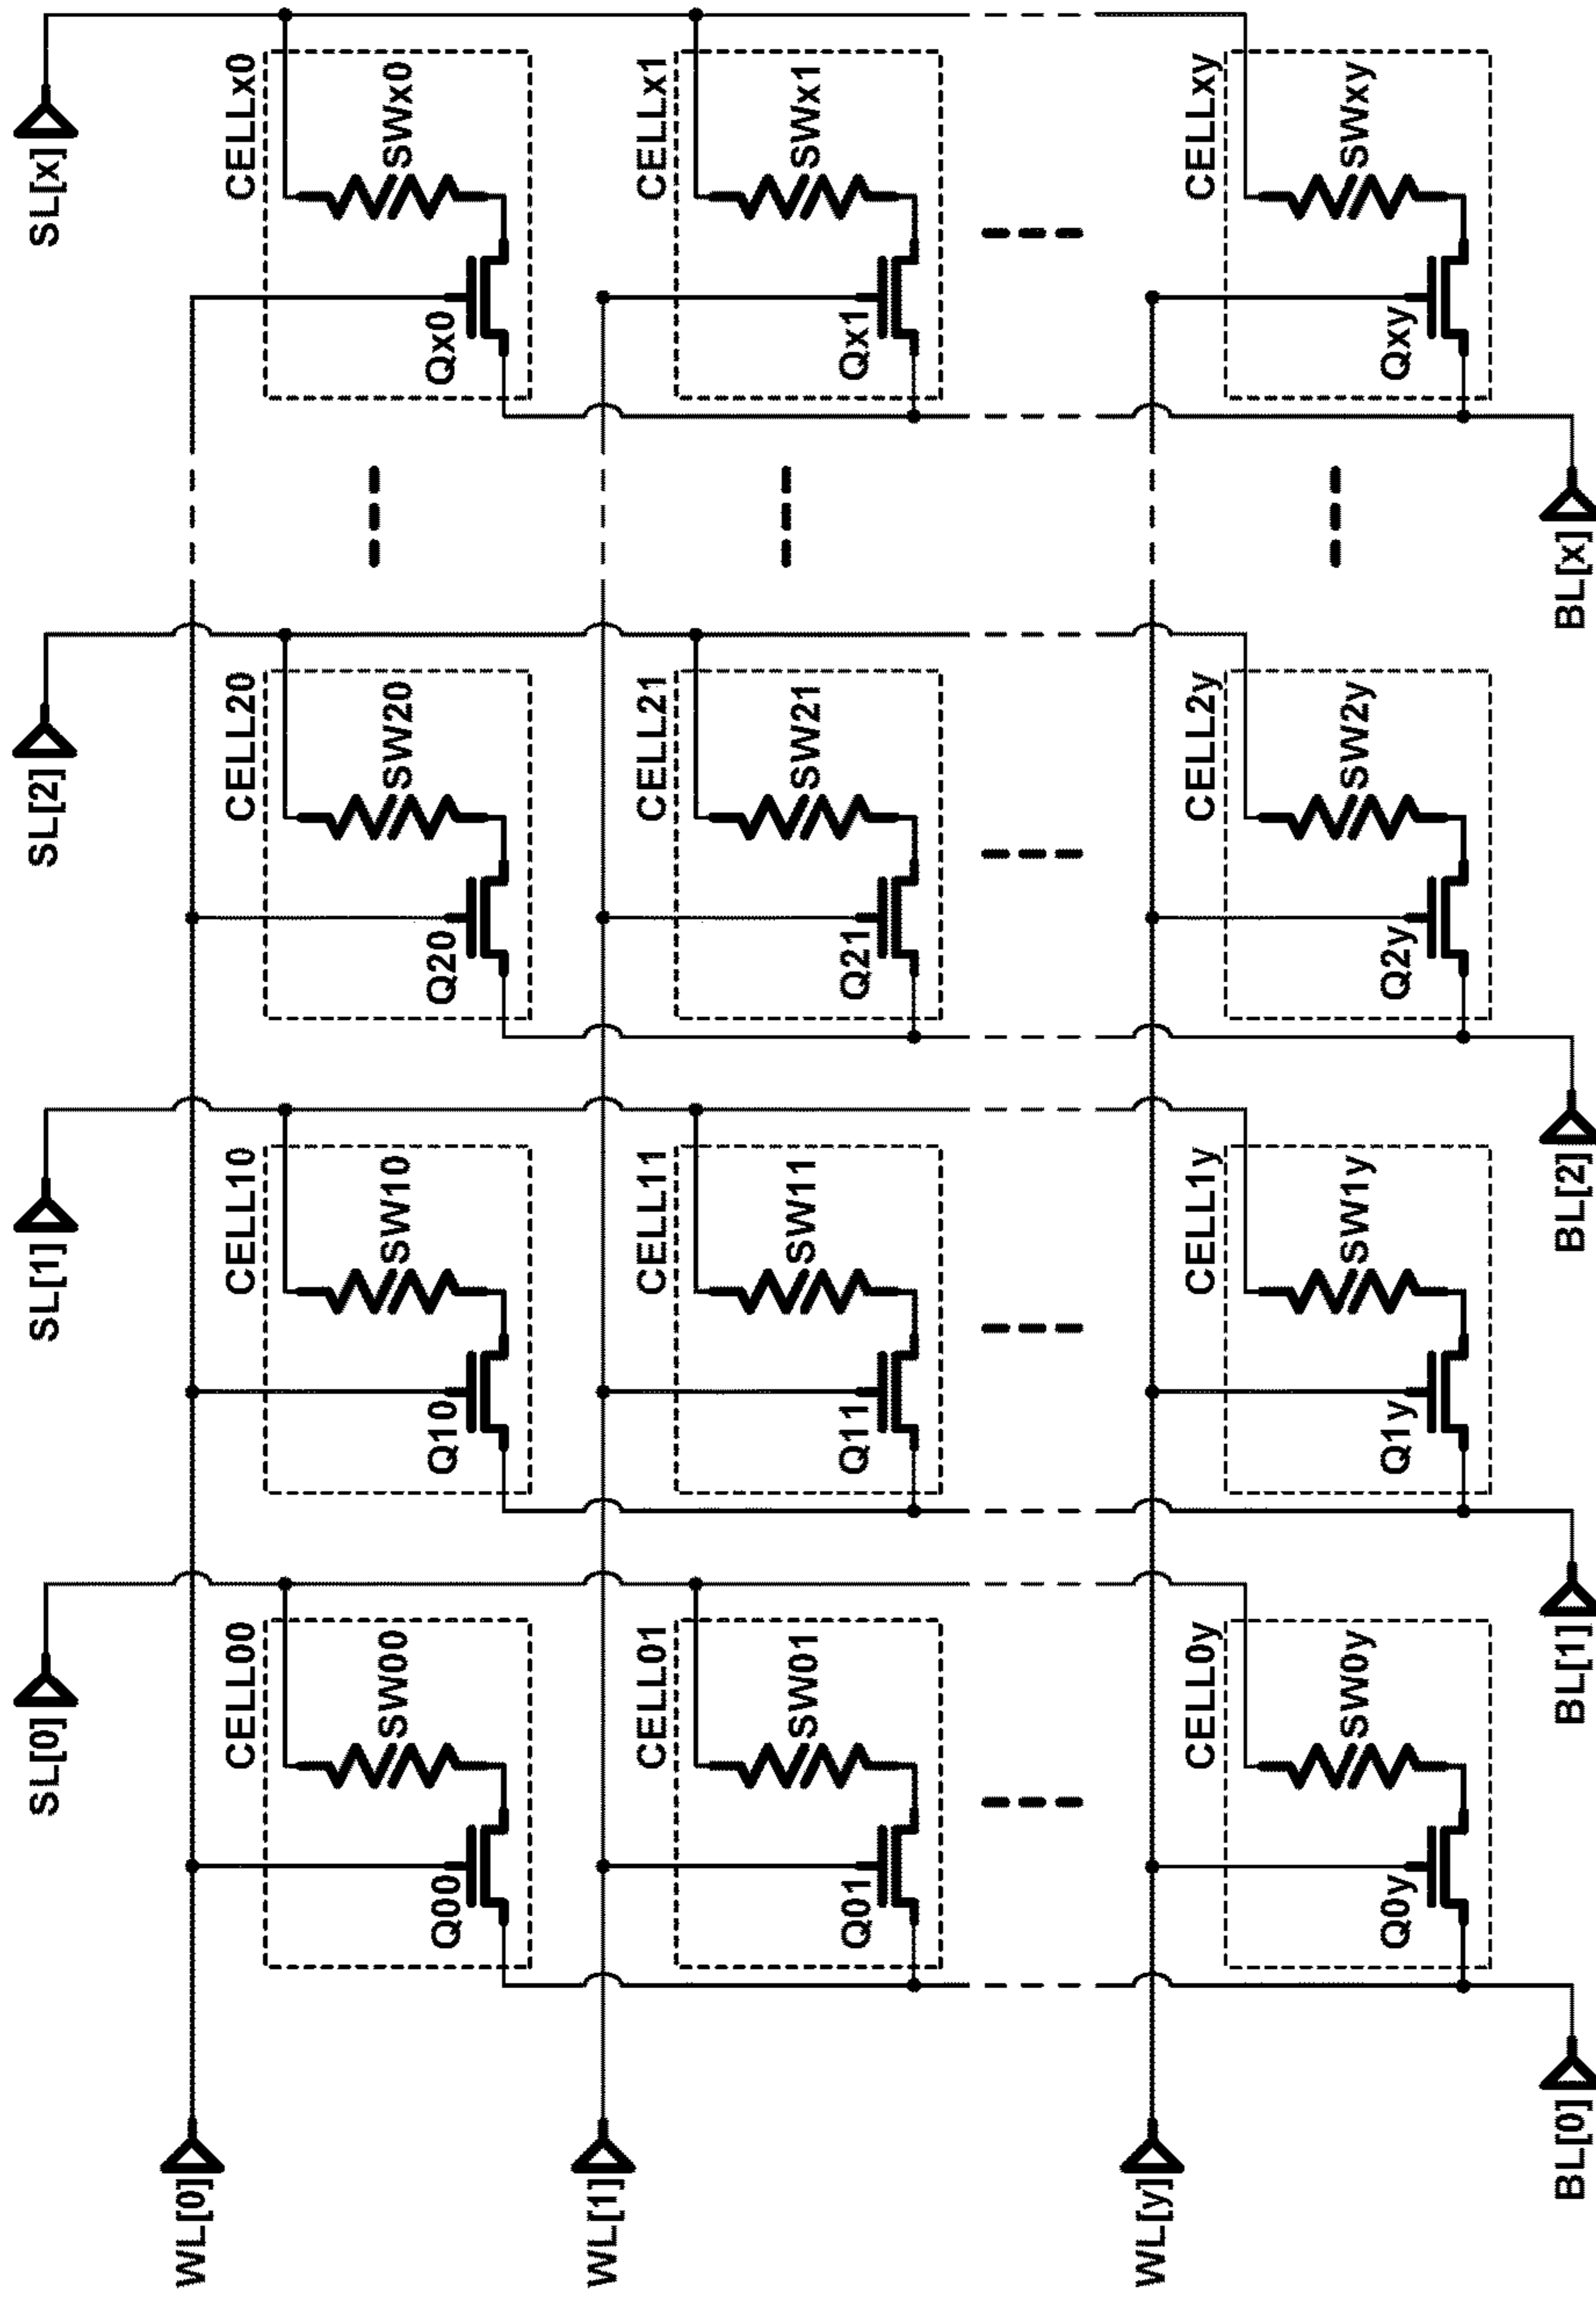 SL[0]
SL[1]
SL[2]
SL[x]
WL[0]
CELL00
SW00
Q00
CELL10
SW10
Q10
CELL20
SW20
Q20
CELLx0
SWx0
Qx0
WL[1]
CELL01
SW01
Q01
CELL11
SW11
Q11
CELL21
SW21
Q21
CELLx1
SWx1
Qx1
WL[y]
CELL0y
SW0y
Q0y
CELL1y
SW1y
Q1y
CELL2y
SW2y
Q2y
CELLxy
SWxy
Qxy
BL[0]
BL[1]
BL[2]
BL[x]